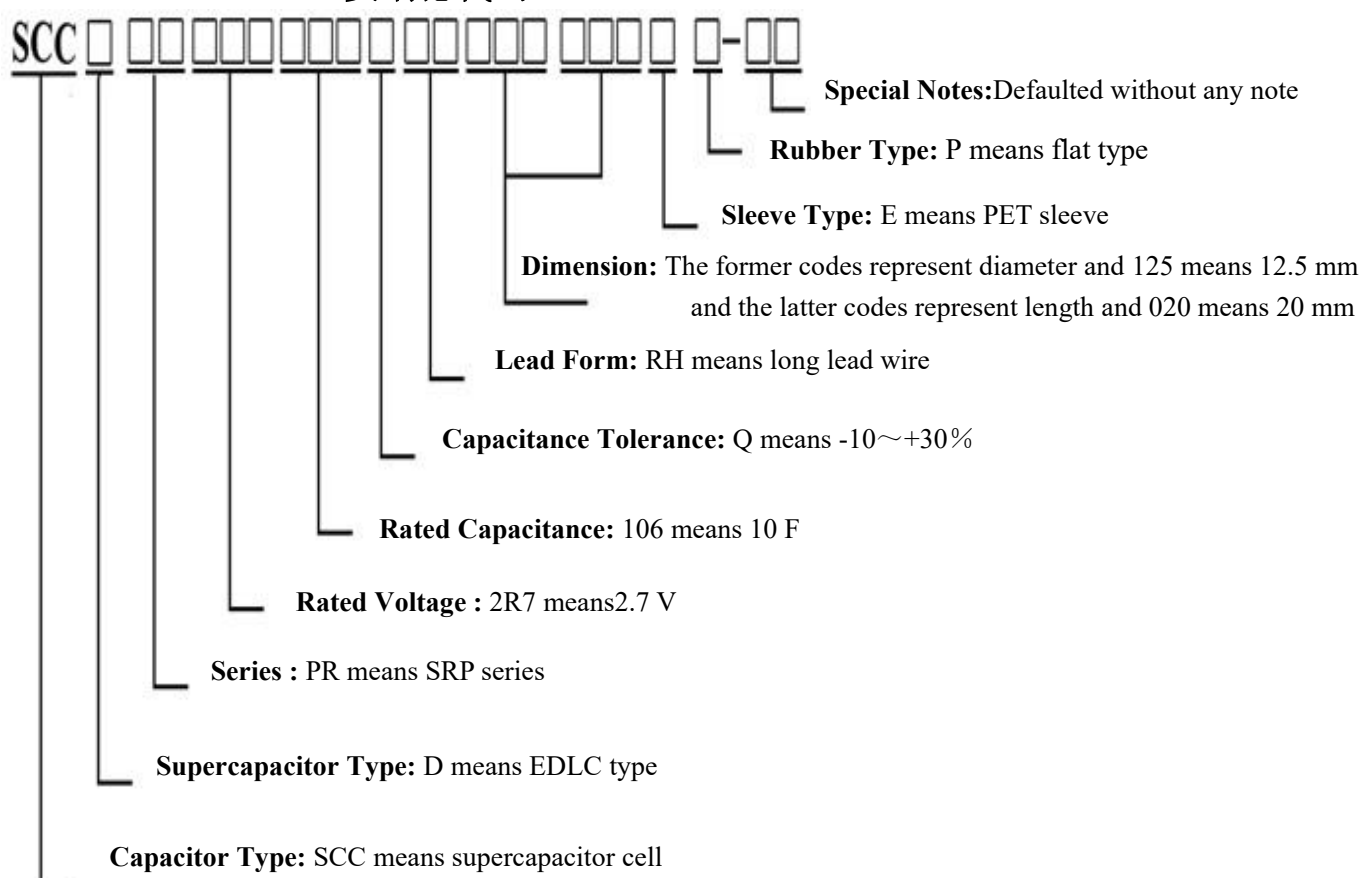 SCC□ □□ □□□ □□□ □ □□ □□□ □□□ □ □-□□
Special Notes:Defaulted without any note
Rubber Type: P means flat type
Sleeve Type: E means PET sleeve
Dimension: The former codes represent diameter and 125 means 12.5 mm
and the latter codes represent length and 020 means 20 mm
Lead Form: RH means long lead wire
Capacitance Tolerance: Q means -10～+30％
Rated Capacitance: 106 means 10 F
Rated Voltage : 2R7 means2.7 V
Series : PR means SRP series
Supercapacitor Type: D means EDLC type
Capacitor Type: SCC means supercapacitor cell